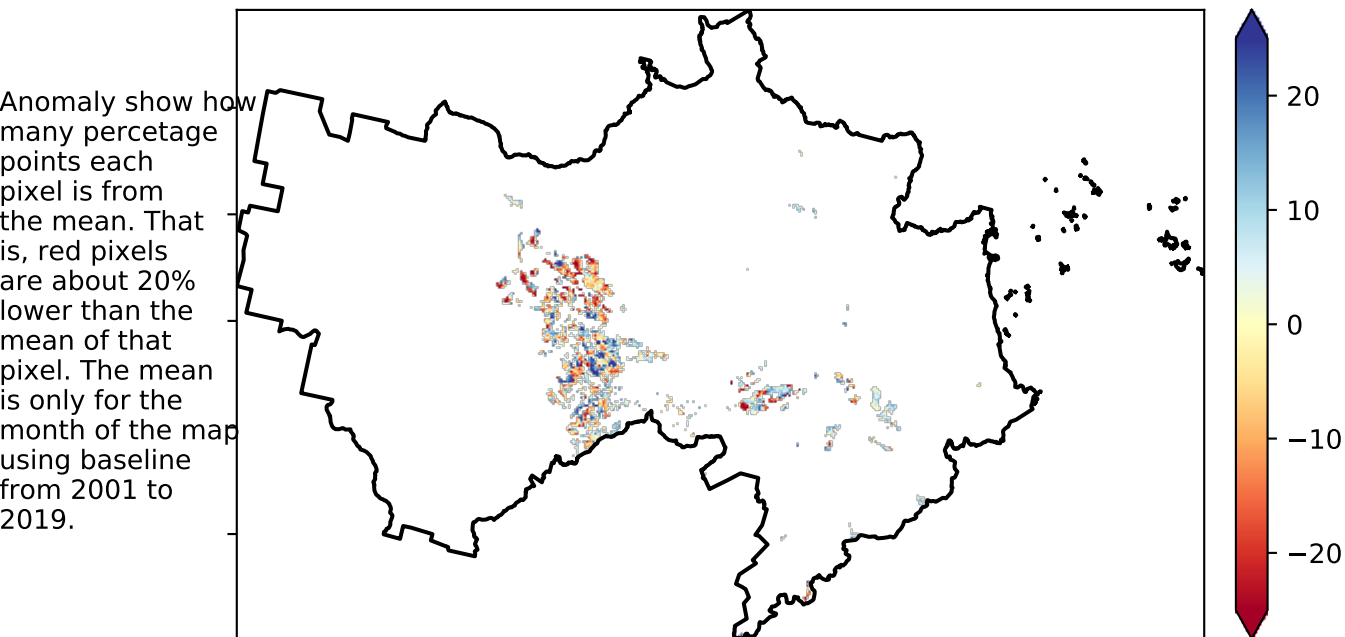 Anomaly show how
many percetage
points each
pixel is from
the mean. That
is, red pixels
are about 20%
lower than the
mean of that
pixel. The mean
is only for the
month of the map
using baseline
from 2001 to
2019.
20
10
0
−10
−20